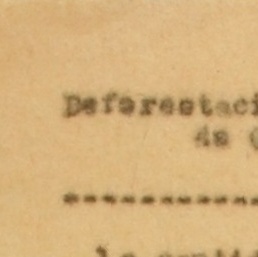 Deforestaci
de (
----------